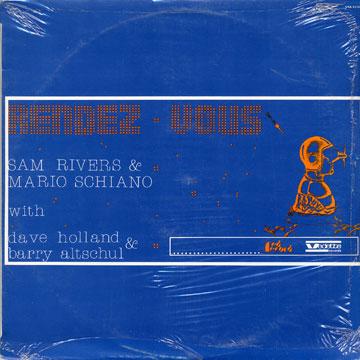 RENDEZ-VOUS
SAM RIVERS &
MARIO SCHIANO
with
dave holland &
barry altschul